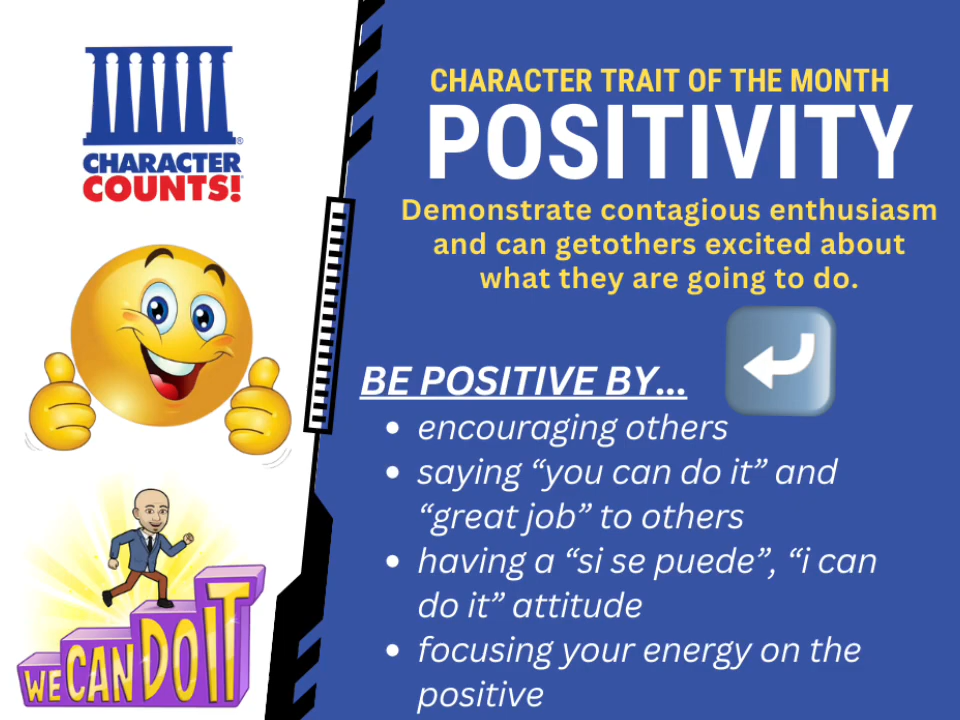 CHARACTER
COUNTS!
WE CAN DO IT
CHARACTER TRAIT OF THE MONTH
POSITIVITY
Demonstrate contagious enthusiasm
and can getothers excited about
what they are going to do.
BE POSITIVE BY...
• encouraging others
• saying “you can do it” and
“great job” to others
• having a “si se puede”, “i can
do it” attitude
• focusing your energy on the
positive